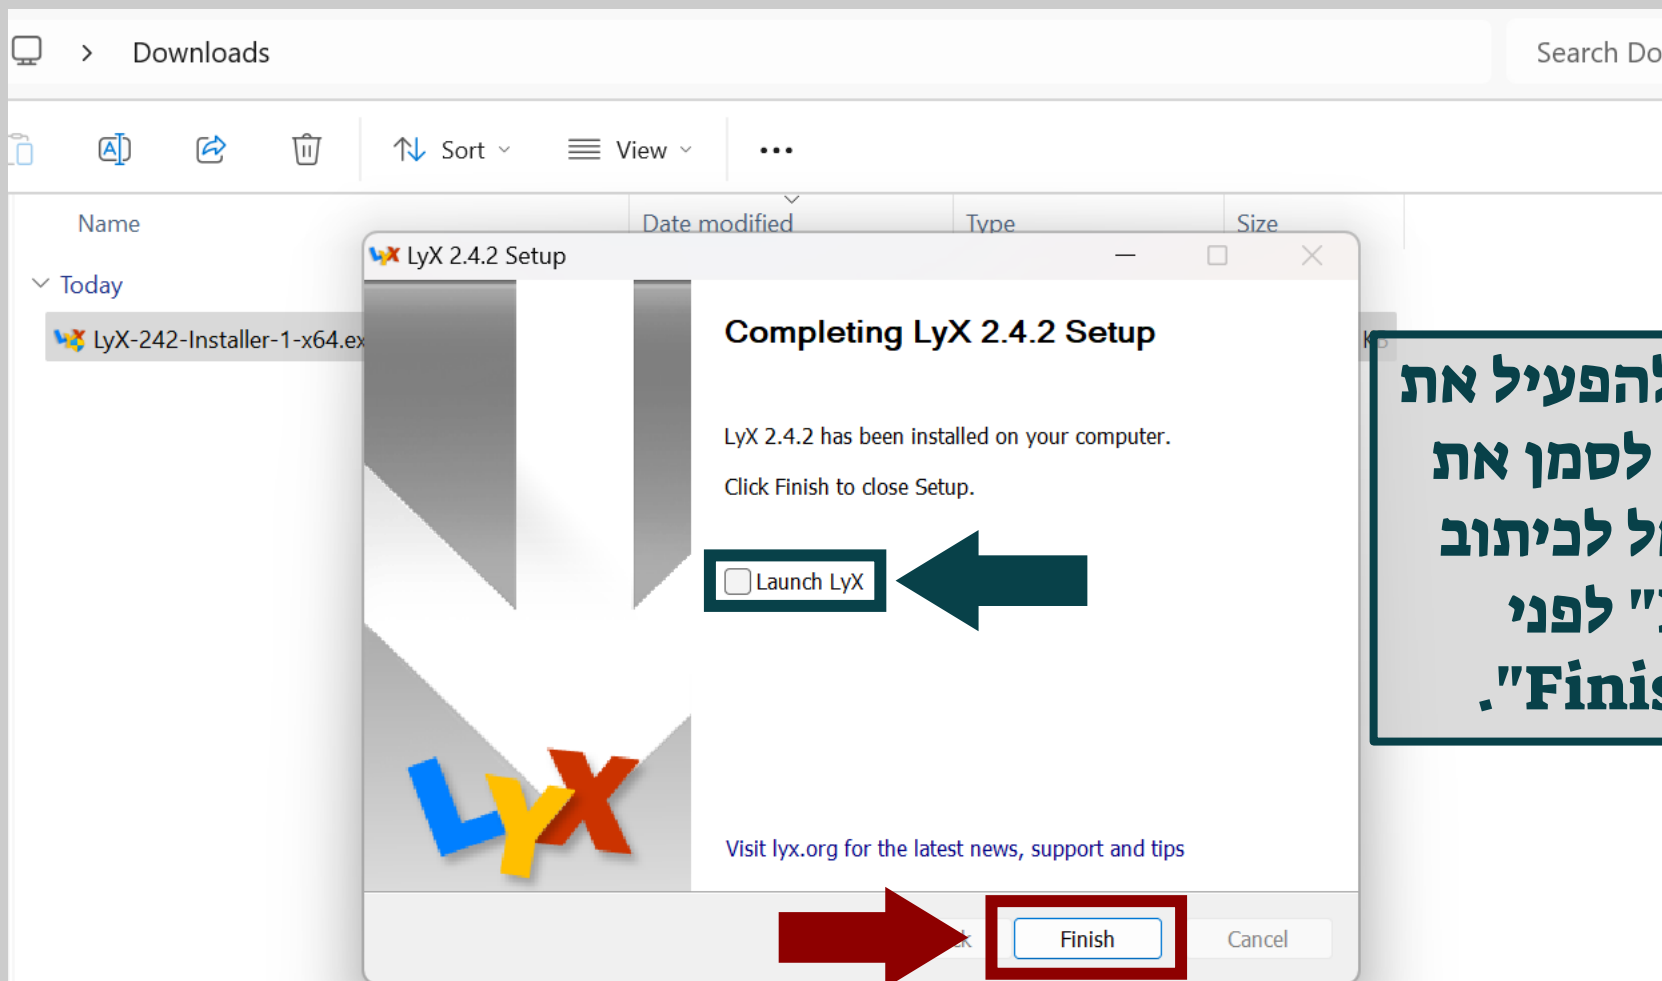 Downloads
Search Do
Sort
View
Name Date modified Type Size
Today
LyX-242-Installer-1-x64.ex
LyX 2.4.2 Setup
Completing LyX 2.4.2 Setup
LyX 2.4.2 has been installed on your computer.
Click Finish to close Setup.
Launch LyX
LyX
Visit lyx.org for the latest news, support and tips
Finish Cancel
להפעיל את
לסמן את
לכיתוב
" לפני
"Finis".